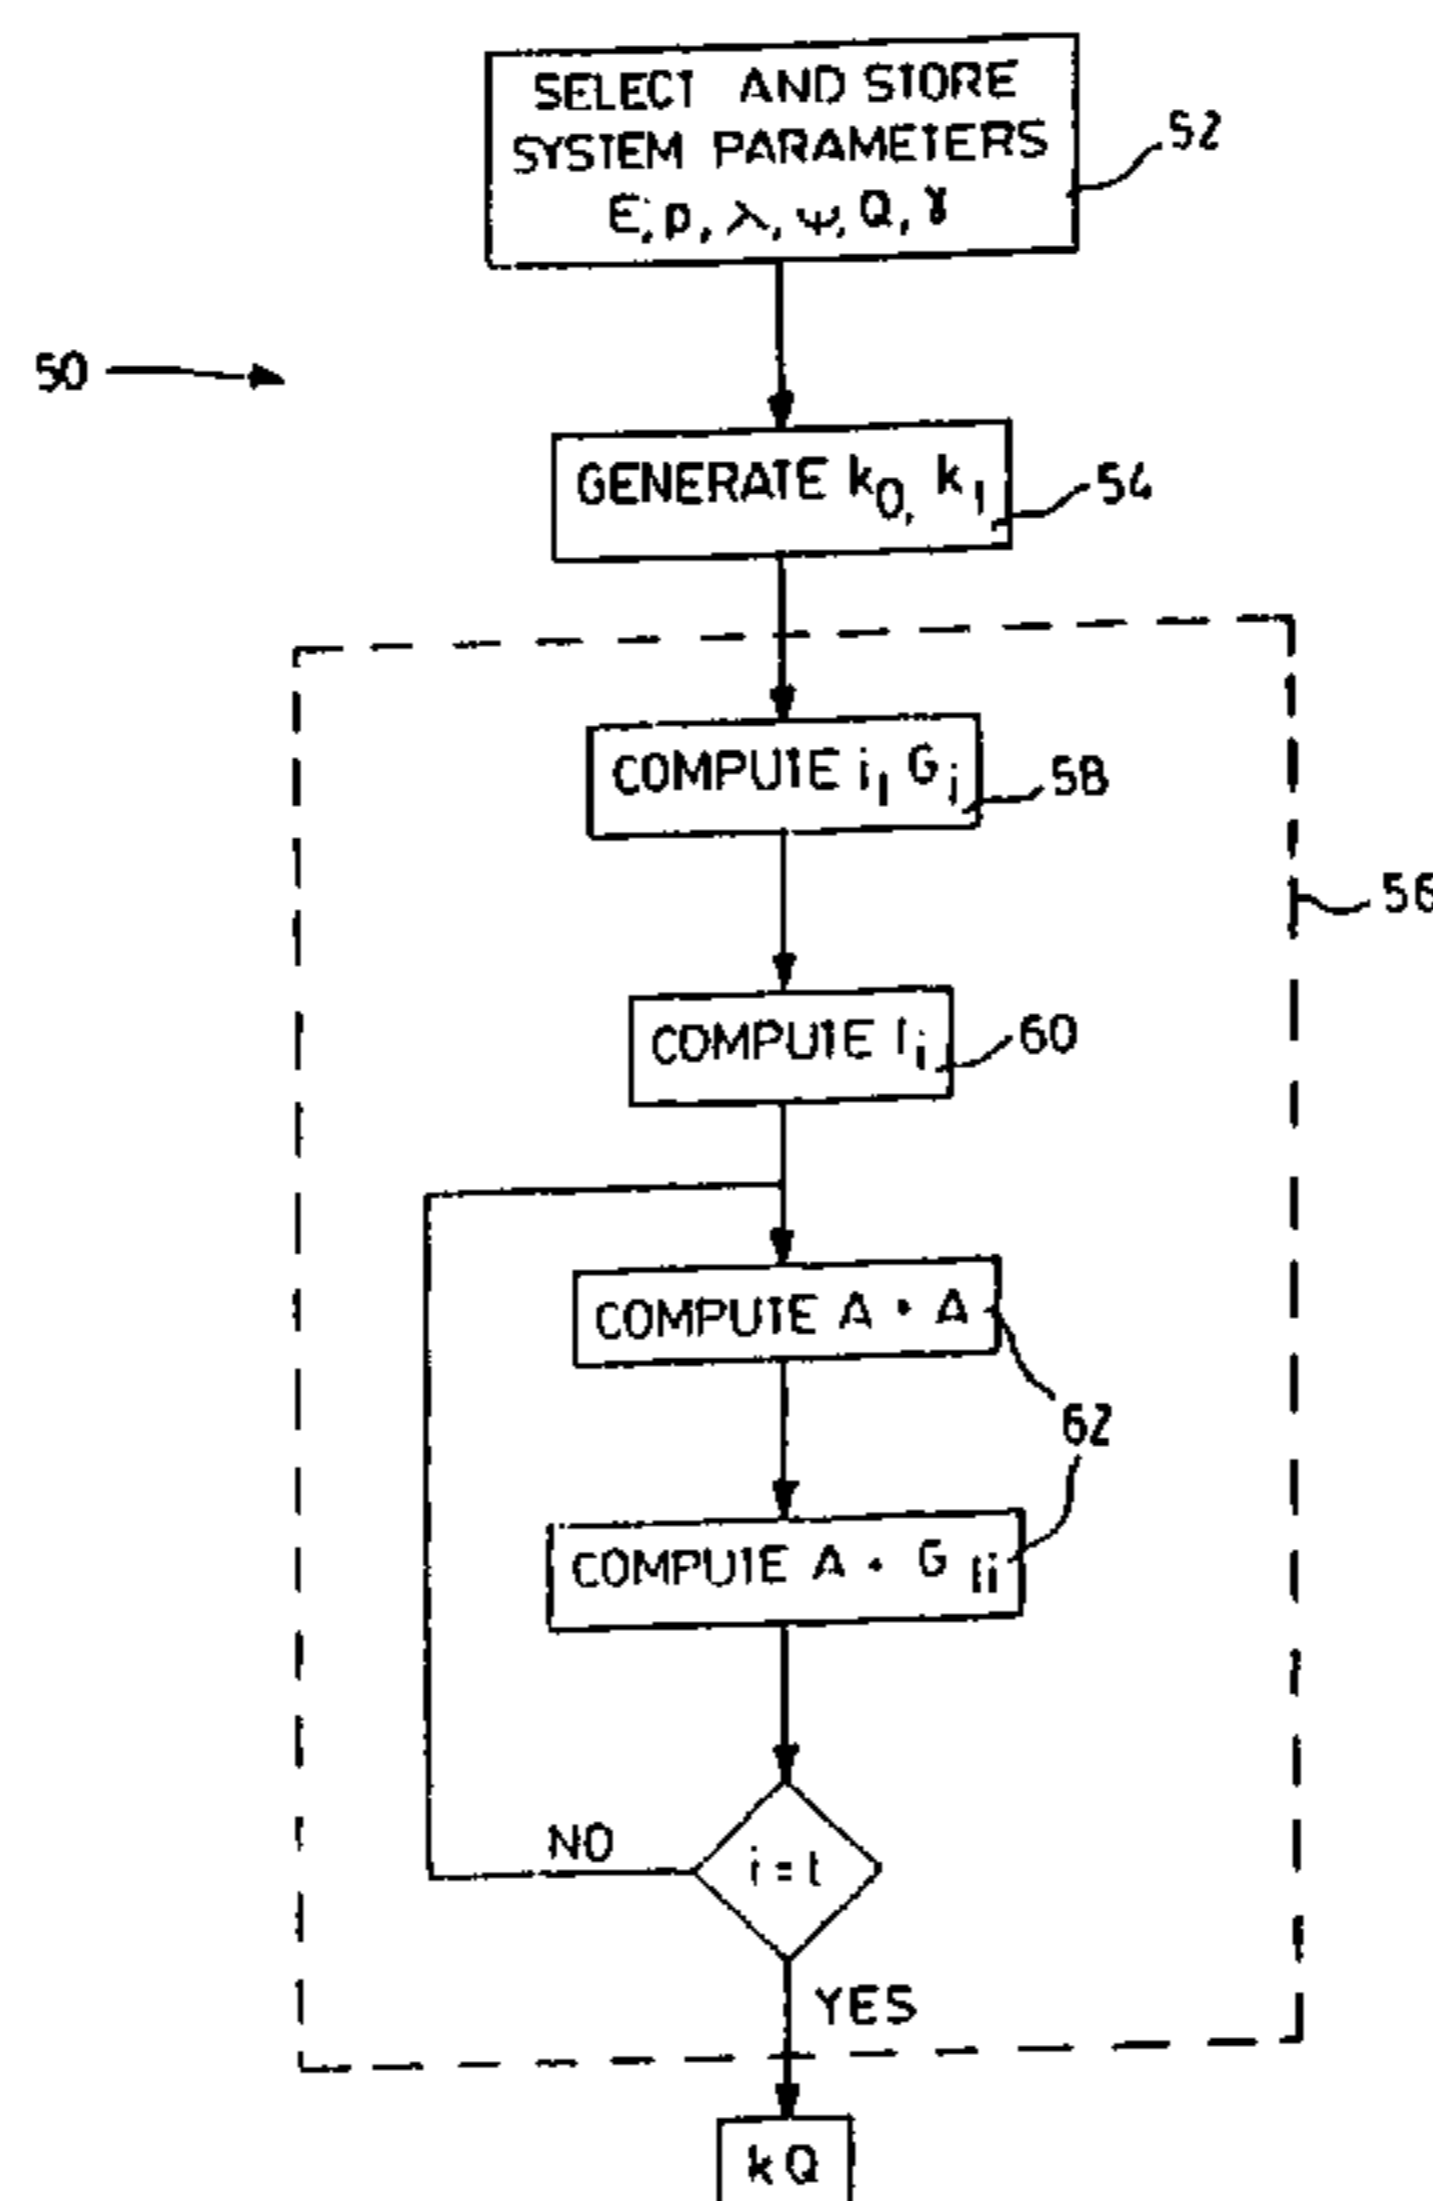 SELECT AND STORE
SYSTEM PARAMETERS
E, p, λ, ψ, Q, γ
52
50
GENERATE k0, k1
54
COMPUTE i, Gj
58
56
COMPUTE Ii
60
COMPUTE A + A
62
COMPUTE A + G Ii
i = t
NO
YES
kQ